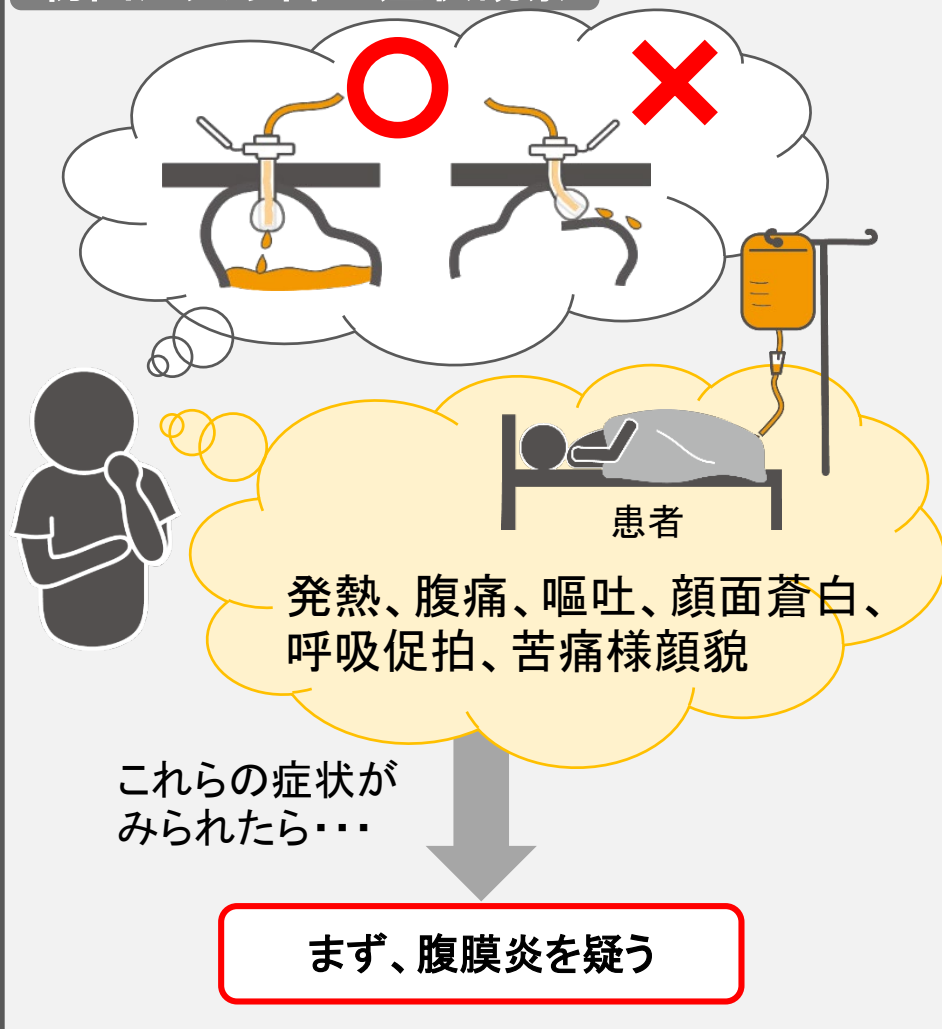 患者
発熱、腹痛、嘔吐、顔面蒼白、
呼吸促拍、苦痛様顔貌
これらの症状が
みられたら・・・
まず、腹膜炎を疑う